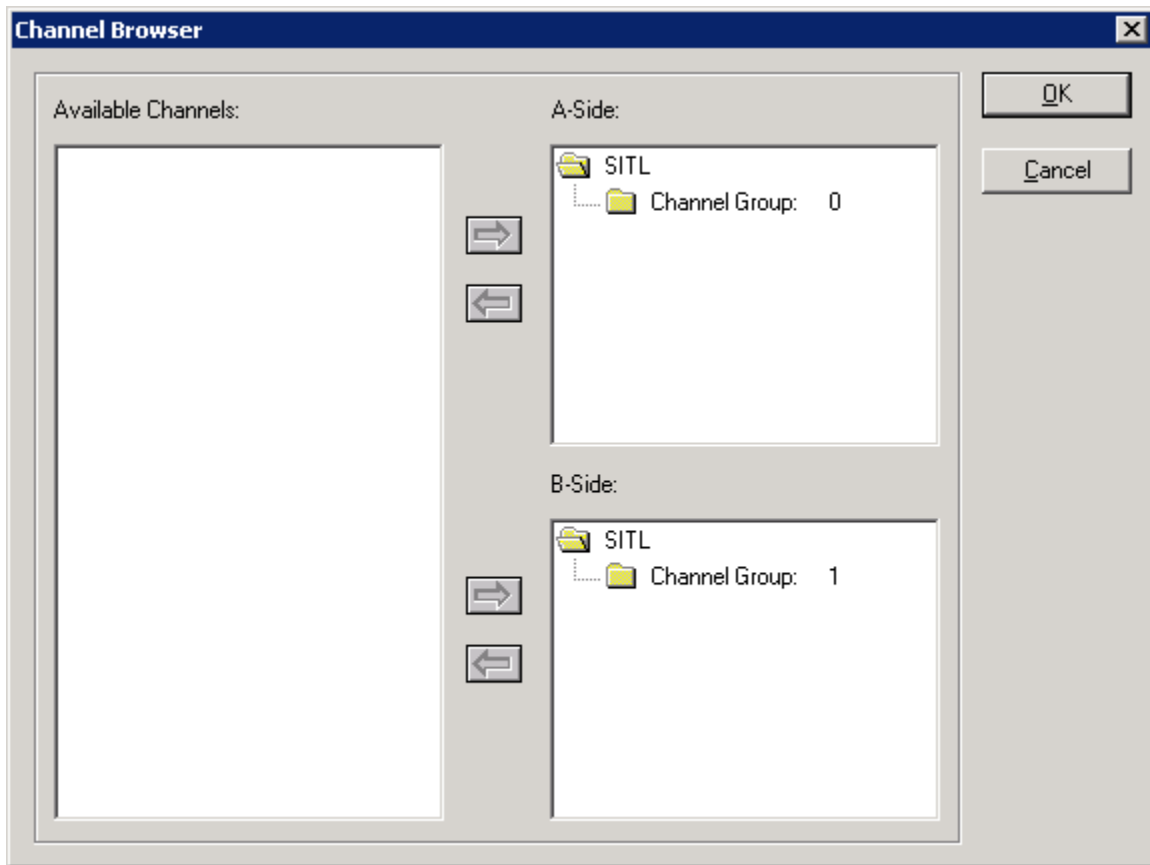 Channel Browser
Available Channels:
A-Side:
SITL
Channel Group: 0
B-Side:
SITL
Channel Group: 1
OK
Cancel